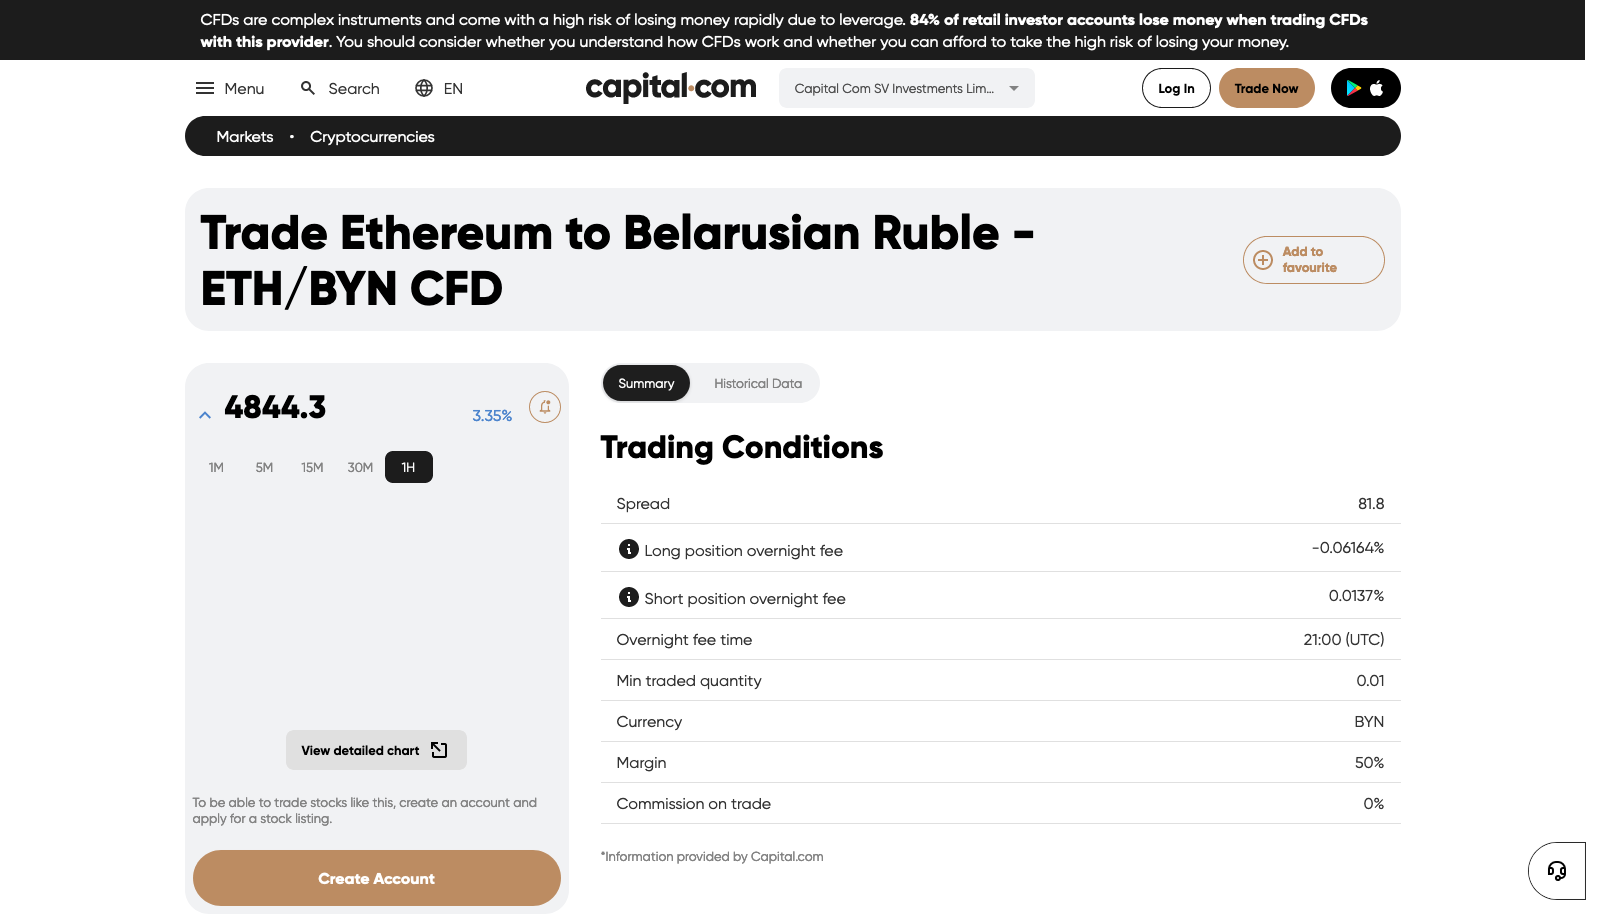 CFDs are complex instruments and come with a high risk of losing money rapidly due to leverage. 84% of retail investor accounts lose money when trading CFDs
with this provider. You should consider whether you understand how CFDs work and whether you can afford to take the high risk of losing your money.
Menu Search EN capital.com Capital Com SV Investments Lim... Log In Trade Now
Markets • Cryptocurrencies
Trade Ethereum to Belarusian Ruble -
ETH/BYN CFD
Add to
favourite
4844.3 3.35%
1M 5M 15M 30M 1H
View detailed chart
To be able to trade stocks like this, create an account and
apply for a stock listing.
Create Account
Summary Historical Data
Trading Conditions
Spread 81.8
Long position overnight fee -0.06164%
Short position overnight fee 0.0137%
Overnight fee time 21:00 (UTC)
Min traded quantity 0.01
Currency BYN
Margin 50%
Commission on trade 0%
*Information provided by Capital.com